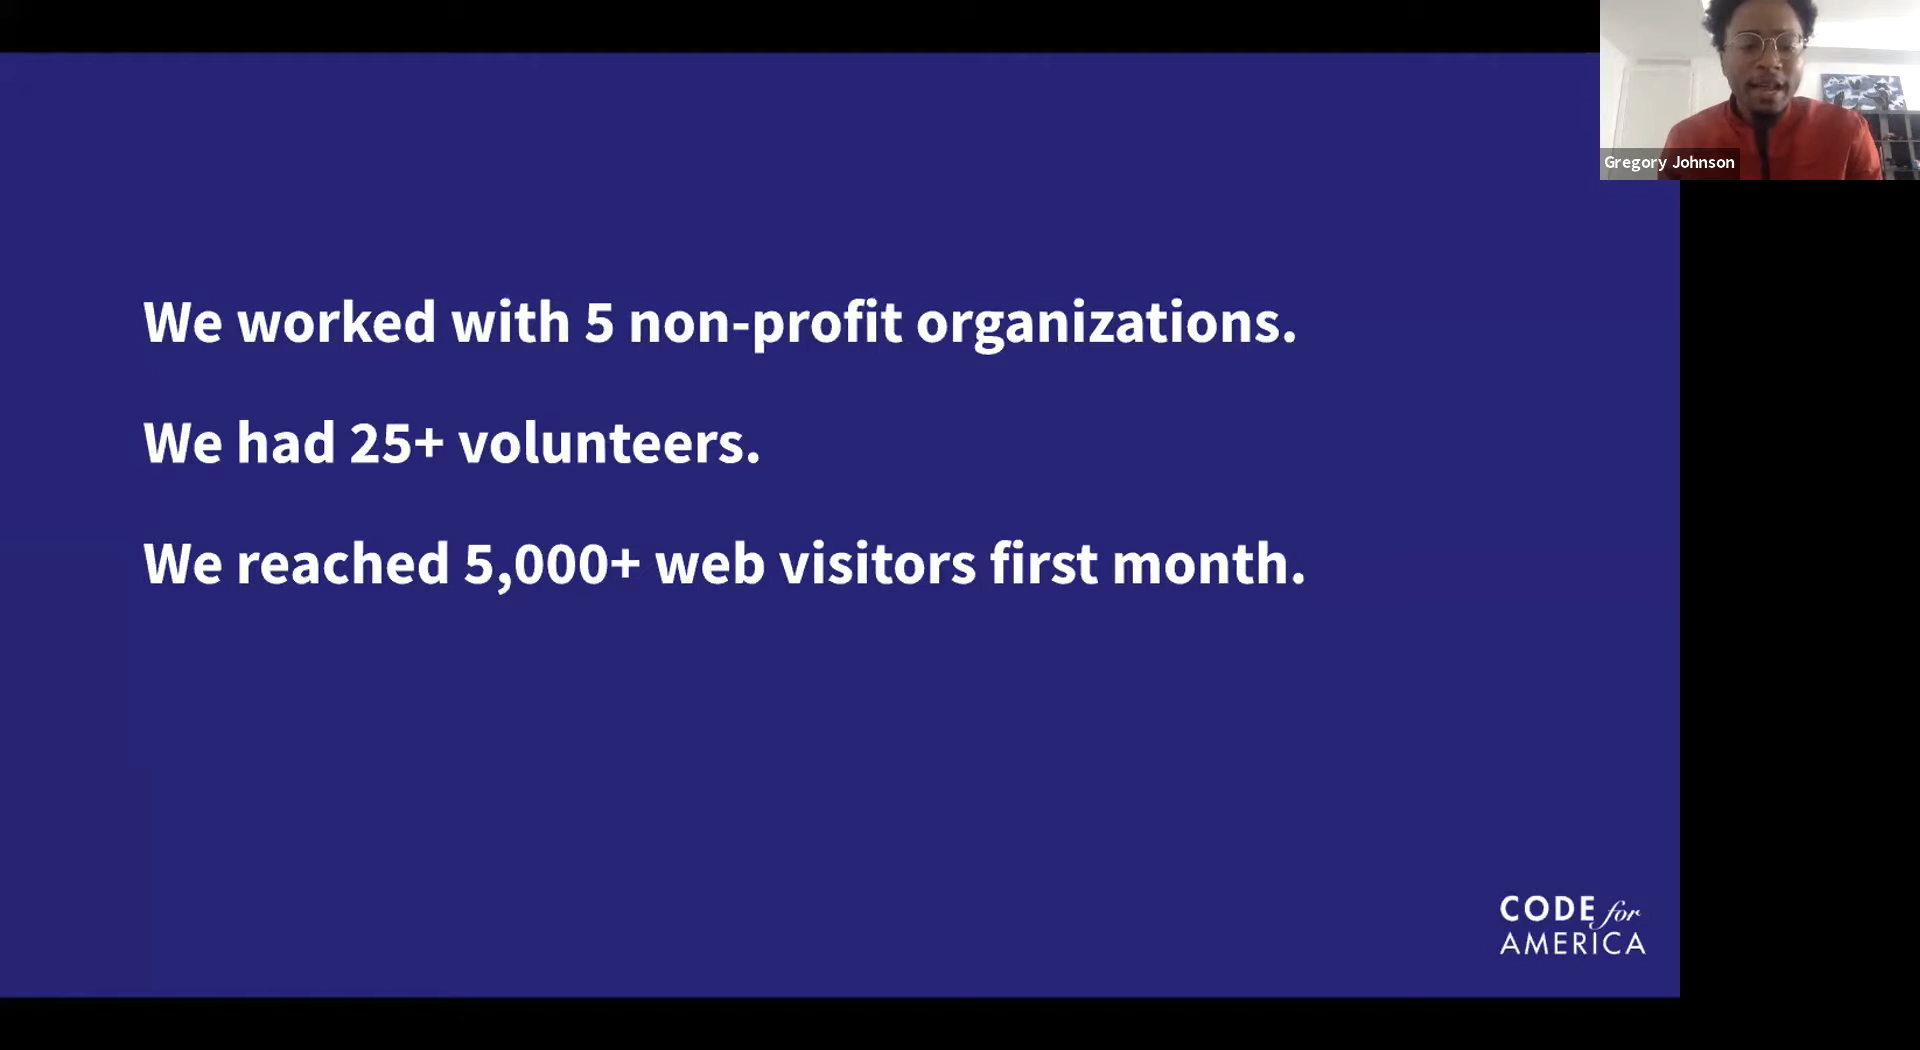 We worked with 5 non-profit organizations.
We had 25+ volunteers.
We reached 5,000+ web visitors first month.
CODE for
AMERICA
Gregory Johnson